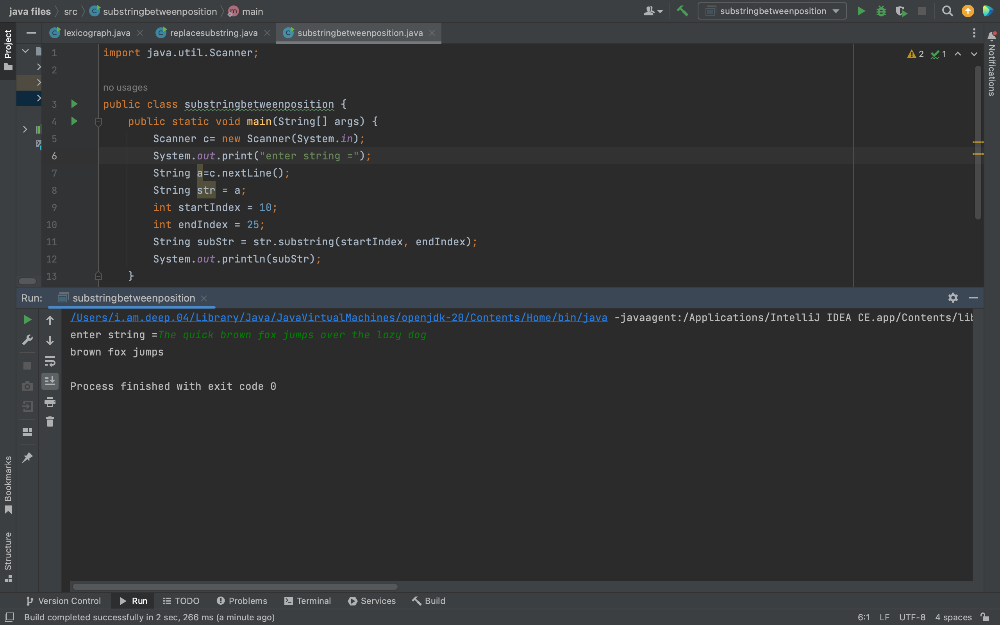 java files src substringbetweenposition main
substringbetweenposition
lexicograph.java replacesubstring.java substringbetweenposition.java
Project
Notifications
2 1
1 import java.util.Scanner;
2
no usages
3 public class substringbetweenposition {
4 public static void main(String[] args) {
5 Scanner c= new Scanner(System.in);
6 System.out.print("enter string =");
7 String a=c.nextLine();
8 String str = a;
9 int startIndex = 10;
10 int endIndex = 25;
11 String subStr = str.substring(startIndex, endIndex);
12 System.out.println(subStr);
13 }
Run: substringbetweenposition
/Users/i.am.deep.04/Library/Java/JavaVirtualMachines/openjdk-20/Contents/Home/bin/java -javaagent:/Applications/IntelliJ IDEA CE.app/Contents/lib
enter string =The quick brown fox jumps over the lazy dog
brown fox jumps
Process finished with exit code 0
Bookmarks
Structure
Version Control Run TODO Problems Terminal Services Build
Build completed successfully in 2 sec, 266 ms (a minute ago) 6:1 LF UTF-8 4 spaces